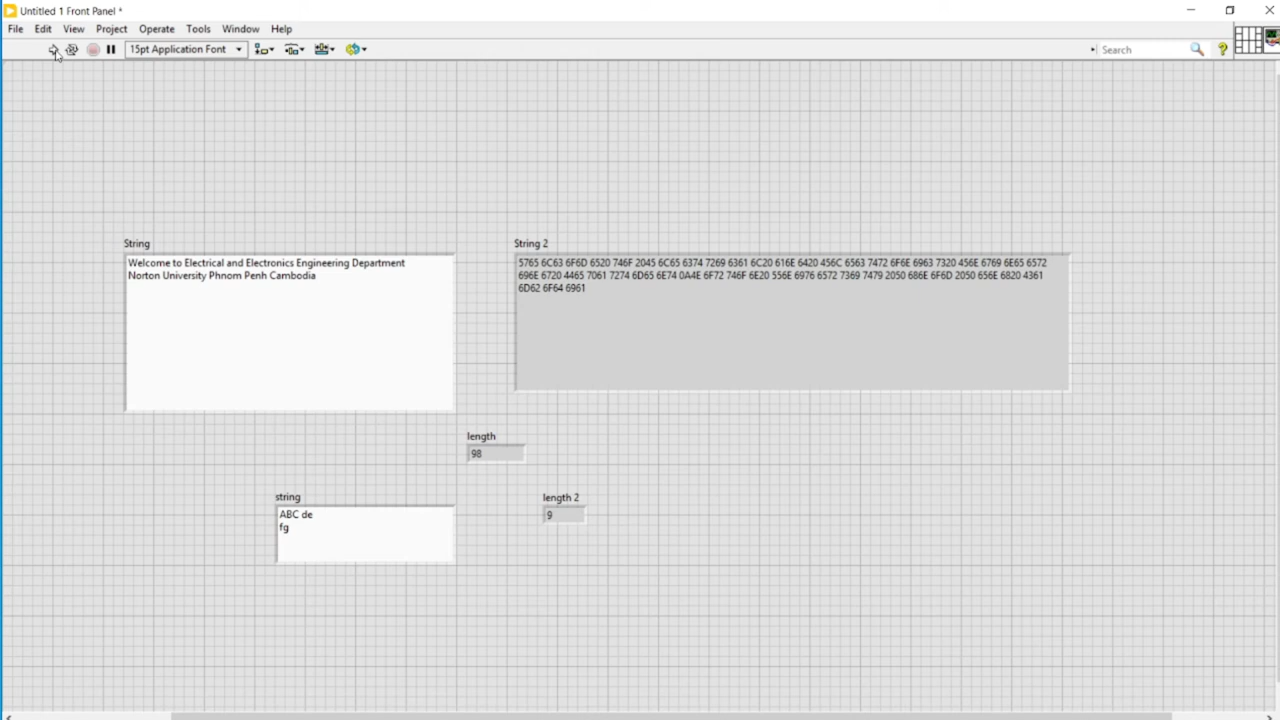 Untitled 1 Front Panel *
File Edit View Project Operate Tools Window Help
15pt Application Font
Search
?
String
Welcome to Electrical and Electronics Engineering Department
Norton University Phnom Penh Cambodia
String 2
5765 6C63 6F6D 6520 746F 2045 6C65 6374 7269 6361 6C20 616E 6420 456C 6563 7472 6F6E 6963 7320 456E 6769 6E65 6572
696E 6720 4465 7061 7274 6D65 6E74 0A4E 6F72 746F 6E20 556E 6976 6572 7369 7479 2050 686E 6F6D 2050 656E 6820 4361
6D62 6F64 6961
length
98
string
ABC de
fg
length 2
9